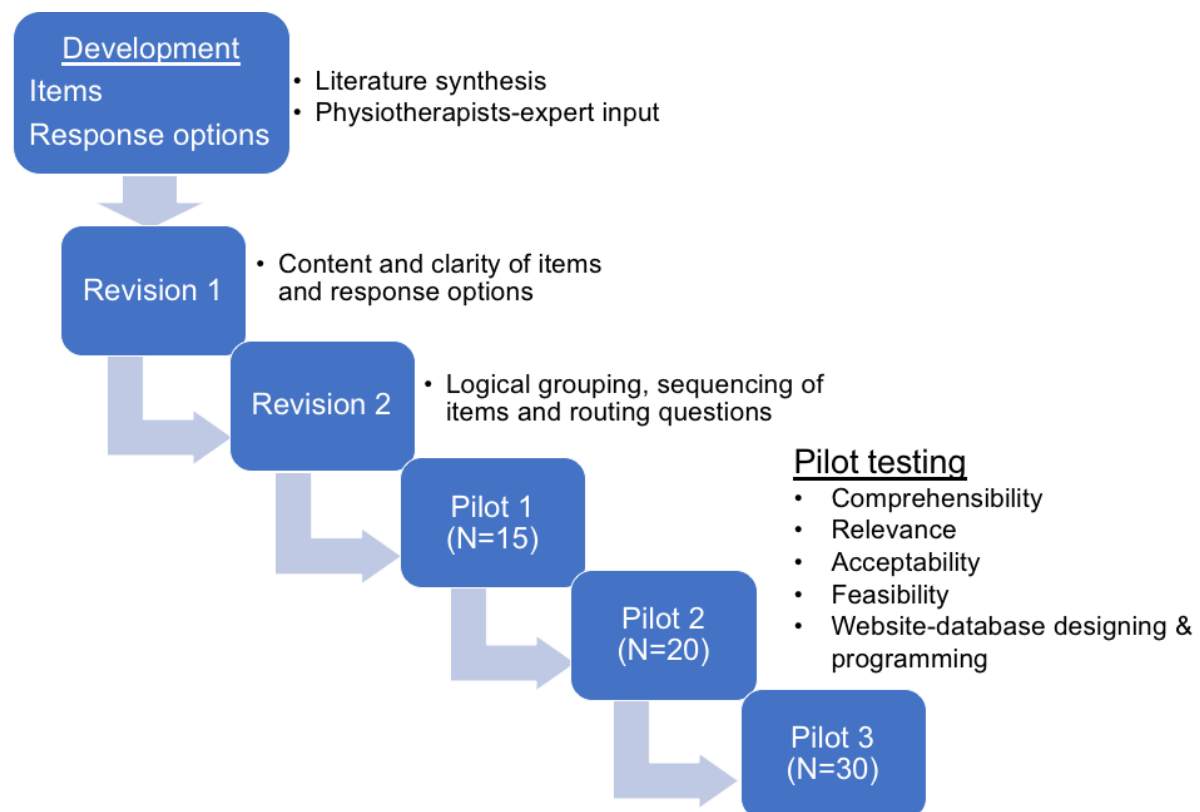 Development
Items
Response options
• Literature synthesis
• Physiotherapists-expert input
Revision 1
• Content and clarity of items
and response options
Revision 2
• Logical grouping, sequencing of
items and routing questions
Pilot 1
(N=15)
Pilot testing
• Comprehensibility
• Relevance
• Acceptability
• Feasibility
• Website-database designing &
programming
Pilot 2
(N=20)
Pilot 3
(N=30)